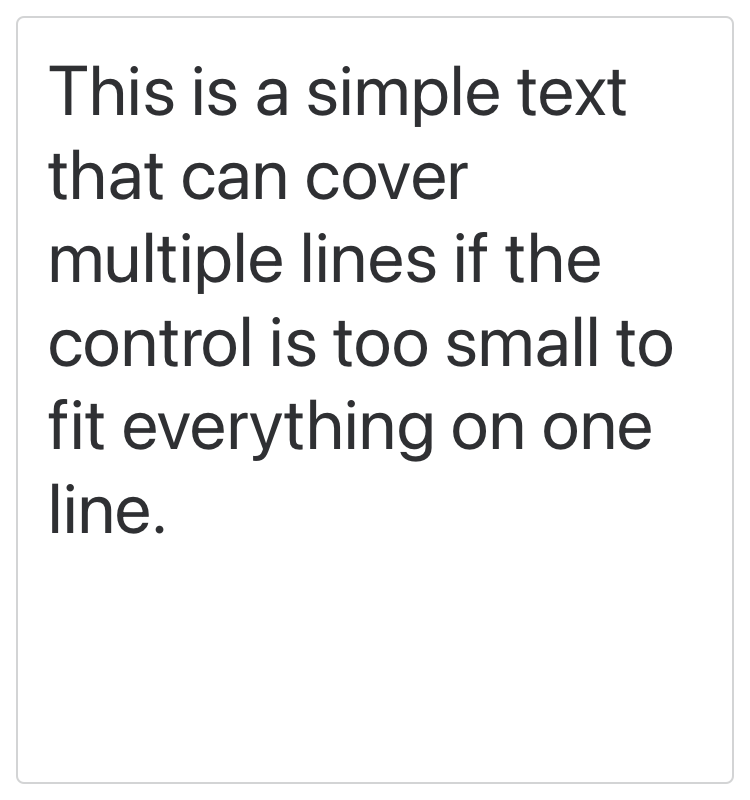 This is a simple text
that can cover
multiple lines if the
control is too small to
fit everything on one
line.